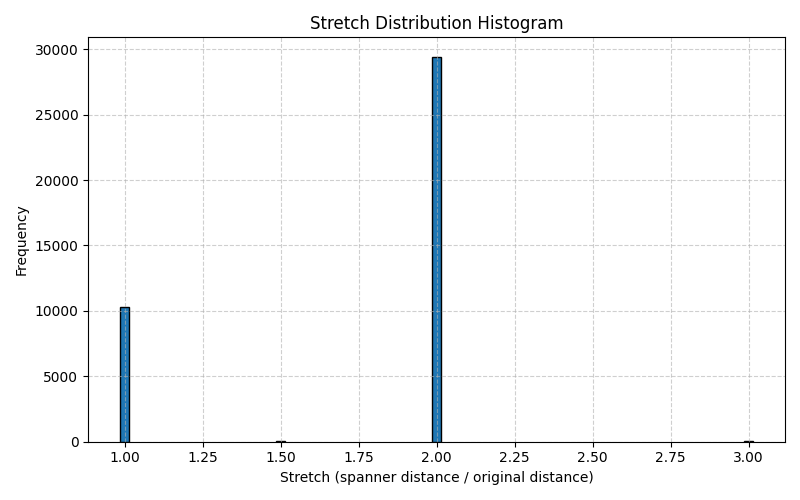 Stretch Distribution Histogram
30000
25000
20000
15000
10000
5000
0
Frequency
1.00 1.25 1.50 1.75 2.00 2.25 2.50 2.75 3.00
Stretch (spanner distance / original distance)